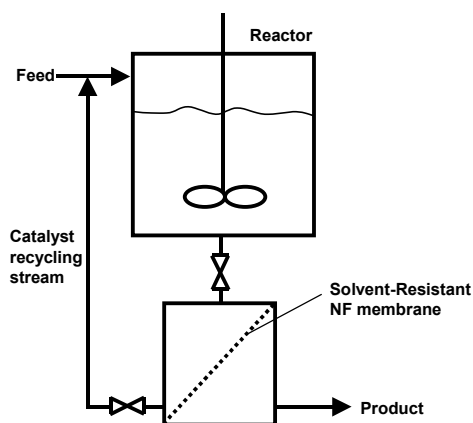 Reactor
Feed
Catalyst
recycling
stream
Solvent-Resistant
NF membrane
Product